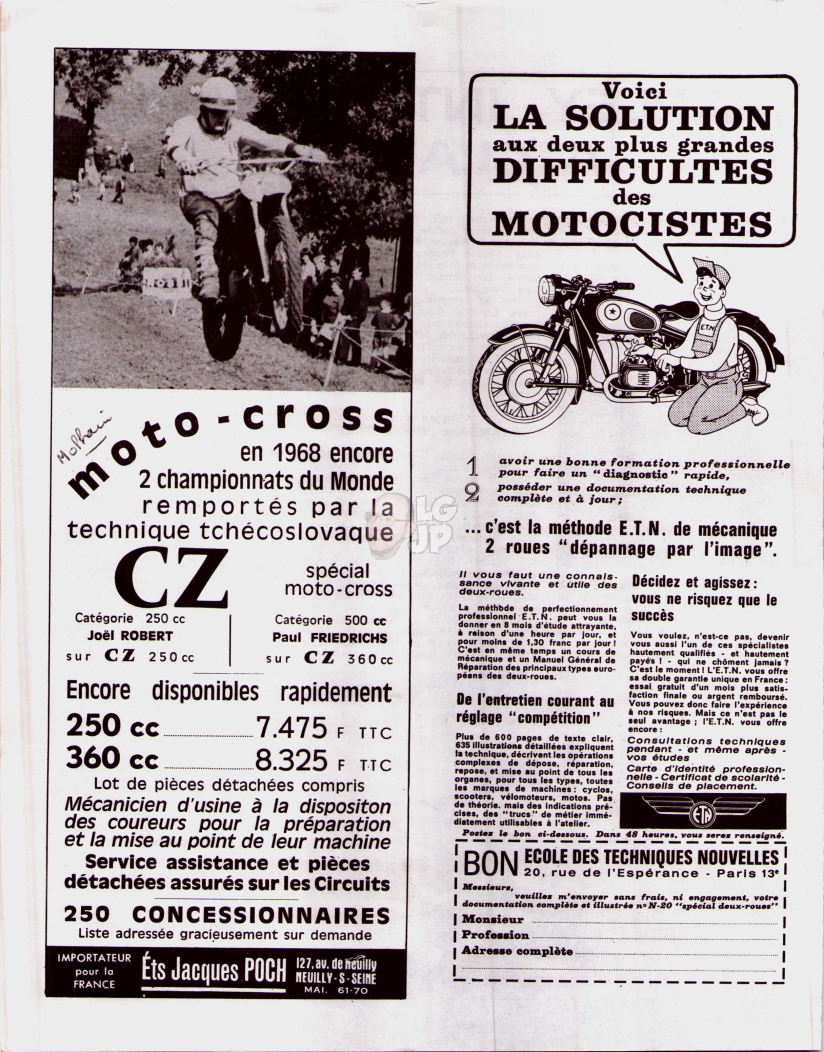 moto-cross
en 1968 encore
2 championnats du Monde
remportés par la
technique tchécoslovaque
CZ
spécial
moto-cross
Catégorie 250 cc
Joël ROBERT
sur CZ 250 cc
Catégorie 500 cc
Paul FRIEDRICHS
sur CZ 360 cc
Encore disponibles rapidement
250 cc 7.475 F TTC
360 cc 8.325 F TTC
Lot de pièces détachées compris
Mécanicien d'usine à la dispositon
des coureurs pour la préparation
et la mise au point de leur machine
Service assistance et pièces
détachées assurés sur les Circuits
250 CONCESSIONNAIRES
Liste adressée gracieusement sur demande
IMPORTATEUR
pour la
FRANCE
Éts Jacques POCH
127, av. de neuilly
NEUILLY-S-SEINE
MAI. 61-70
LG
JP
Voici
LA SOLUTION
aux deux plus grandes
DIFFICULTES
des
MOTOCISTES
E.T.N
1 avoir une bonne formation professionnelle
pour faire un "diagnostic" rapide,
2 posséder une documentation technique
complète et à jour;
...c'est la méthode E.T.N. de mécanique
2 roues "dépannage par l'image".
Il vous faut une connais-
sance vivante et utile des
deux-roues.
La méthode de perfectionnement
professionnel E.T.N. peut vous la
donner en 8 mois d'étude attrayante,
à raison d'une heure par jour, et
pour moins de 1,30 franc par jour !
C'est en même temps un cours de
mécanique et un Manuel Général de
Réparation des principaux types euro-
péens des deux-roues.
De l'entretien courant au
réglage "compétition"
Plus de 600 pages de texte clair,
635 illustrations détaillées expliquent
la technique, décrivent les opérations
complexes de dépose, réparation,
repose, et mise au point de tous les
organes, pour tous les types, toutes
les marques de machines : cyclos,
scooters, vélomoteurs, motos. Pas
de théorie, mais des indications pré-
cises, des "trucs" de métier immé-
diatement utilisables à l'atelier.
Décidez et agissez :
vous ne risquez que le
succès
Vous voulez, n'est-ce pas, devenir
vous aussi l'un de ces spécialistes
hautement qualifiés - et hautement
payés ! - qui ne chôment jamais ?
C'est le moment ! L'E.T.N. vous offre
sa double garantie unique en France :
essai gratuit d'un mois plus satis-
faction finale ou argent remboursé.
Vous pouvez donc faire l'expérience
à nos risques. Mais ce n'est pas le
seul avantage ; l'E.T.N. vous offre
encore :
Consultations techniques
pendant - et même après -
vos études
Carte d'identité profession-
nelle - Certificat de scolarité -
Conseils de placement.
ETN
Postez le bon ci-dessous. Dans 48 heures, vous serez renseigné.
BON ECOLE DES TECHNIQUES NOUVELLES
20, rue de l'Espérance - Paris 13e
Messieurs,
veuillez m'envoyer sans frais, ni engagement, votre
documentation complète et illustrée no N-20 "spécial deux-roues"
Monsieur
Profession
Adresse complète